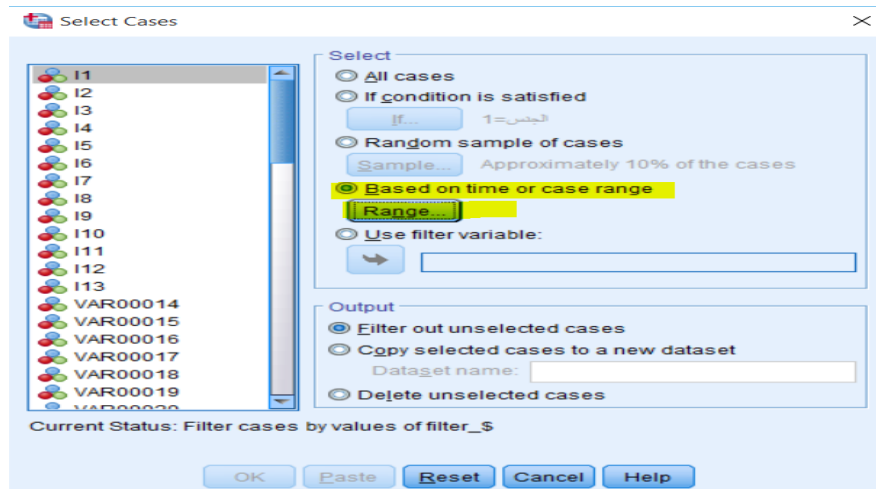 Select Cases
I1
I2
I3
I4
I5
I6
I7
I8
I9
I10
I11
I12
I13
VAR00014
VAR00015
VAR00016
VAR00017
VAR00018
VAR00019
Select
All cases
If condition is satisfied
If...
الجنس=1
Random sample of cases
Sample...
Approximately 10% of the cases
Based on time or case range
Range...
Use filter variable:
Output
Filter out unselected cases
Copy selected cases to a new dataset
Dataset name:
Delete unselected cases
Current Status: Filter cases by values of filter_$
OK
Paste
Reset
Cancel
Help